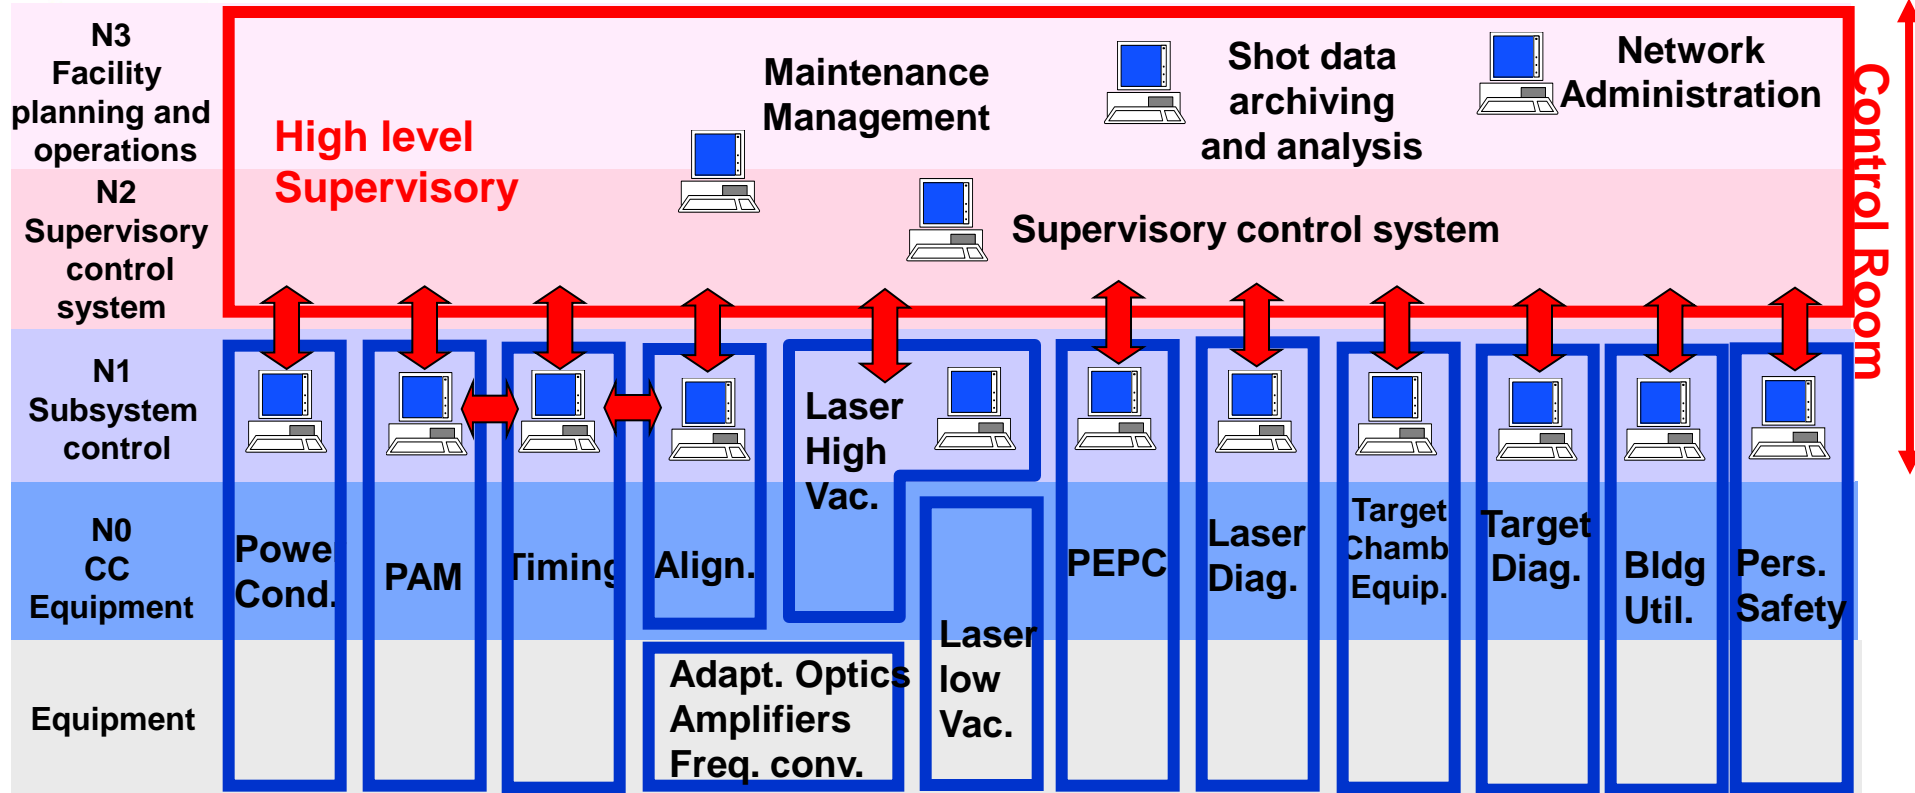 N3
Facility
planning and
operations
High level
Supervisory
Maintenance
Management
Shot data
archiving
and analysis
Network
Administration
Control Room
N2
Supervisory
control
system
Supervisory control system
N1
Subsystem
control
Laser
High
Vac.
N0
CC
Equipment
Powe
Cond.
PAM
Timing
Align.
PEPC
Laser
Diag.
Target
Chamb
Equip.
Target
Diag.
Bldg
Util.
Pers.
Safety
Equipment
Adapt. Optics
Amplifiers
Freq. conv.
Laser
low
Vac.